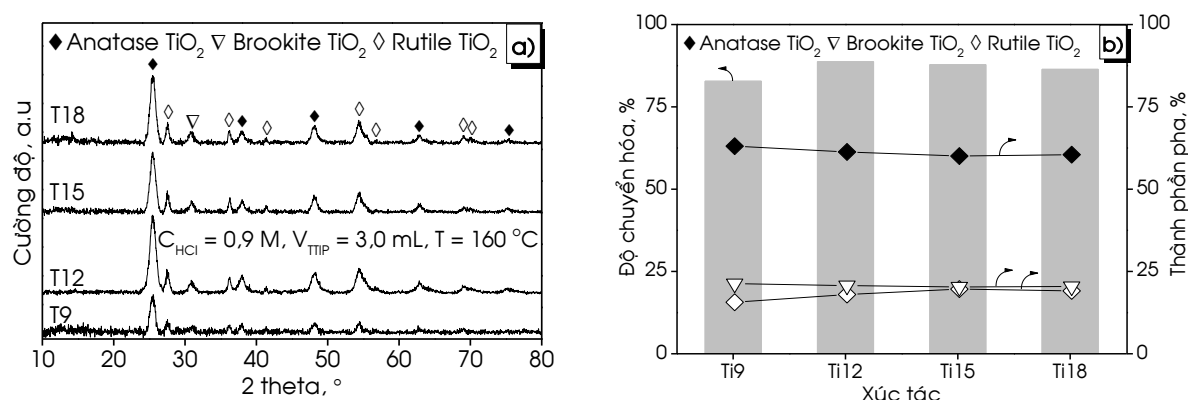 ◆ Anatase TiO₂ ▽ Brookite TiO₂ ◇ Rutile TiO₂ a)
Cường độ, a.u
T18
T15
C_HCl = 0,9 M, V_TTIP = 3,0 mL, T = 160 °C
T12
T9
10 20 30 40 50 60 70 80
2 theta, °
◆ Anatase TiO₂ ▽ Brookite TiO₂ ◇ Rutile TiO₂ b)
Độ chuyển hóa, %
100
75
50
25
0
Thành phần pha, %
100
75
50
25
0
Ti9 Ti12 Ti15 Ti18
Xúc tác